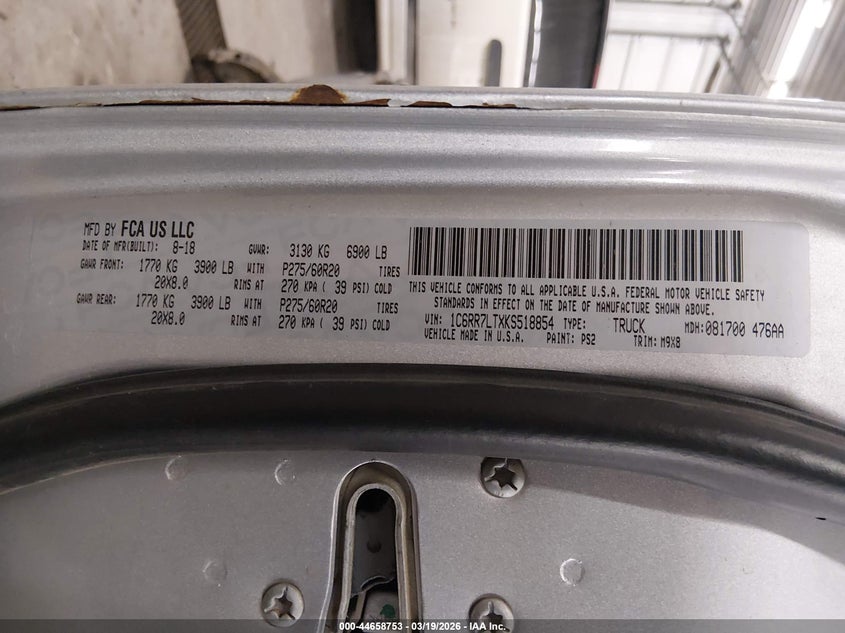 MFD BY FCA US LLC
DATE OF MFR(BUILT): 8-18 GVWR: 3130 KG 6900 LB
GAWR FRONT: 1770 KG 3900 LB WITH P275/60R20 TIRES
20X8.0 RIMS AT 270 KPA ( 39 PSI) COLD
GAWR REAR: 1770 KG 3900 LB WITH P275/60R20 TIRES
20X8.0 RIMS AT 270 KPA ( 39 PSI) COLD
THIS VEHICLE CONFORMS TO ALL APPLICABLE U.S.A. FEDERAL MOTOR VEHICLE SAFETY
STANDARDS IN EFFECT ON THE DATE OF MANUFACTURE SHOWN ABOVE.
VIN: 1C6RR7LTXKS518854 TYPE: TRUCK MDH:081700 476AA
VEHICLE MADE IN U.S.A. PAINT: PS2 TRIM: M9X8
000-44658753 - 03/19/2026 - IAA Inc.